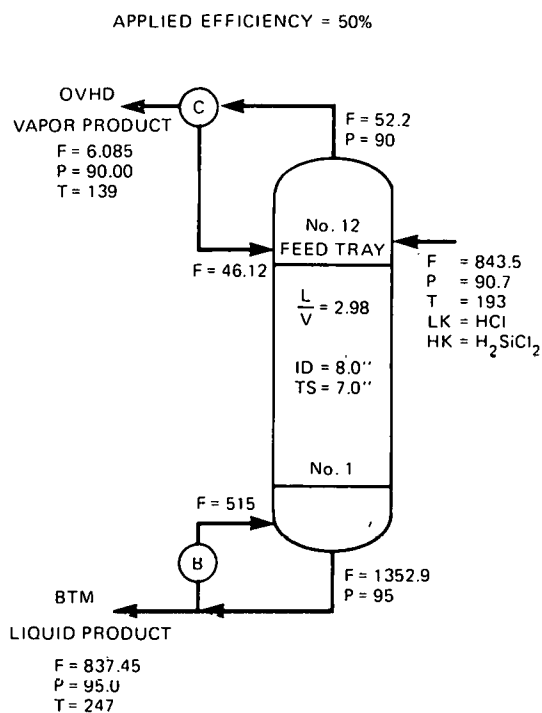 APPLIED EFFICIENCY = 50%
OVHD
VAPOR PRODUCT
F = 6.085
P = 90.00
T = 139
C
F = 52.2
P = 90
F = 46.12
No. 12
FEED TRAY
F = 843.5
P = 90.7
T = 193
LK = HCl
HK = H₂SiCl₂
L/V = 2.98
ID = 8.0"
TS = 7.0"
No. 1
F = 515
B
F = 1352.9
P = 95
BTM
LIQUID PRODUCT
F = 837.45
P = 95.0
T = 247